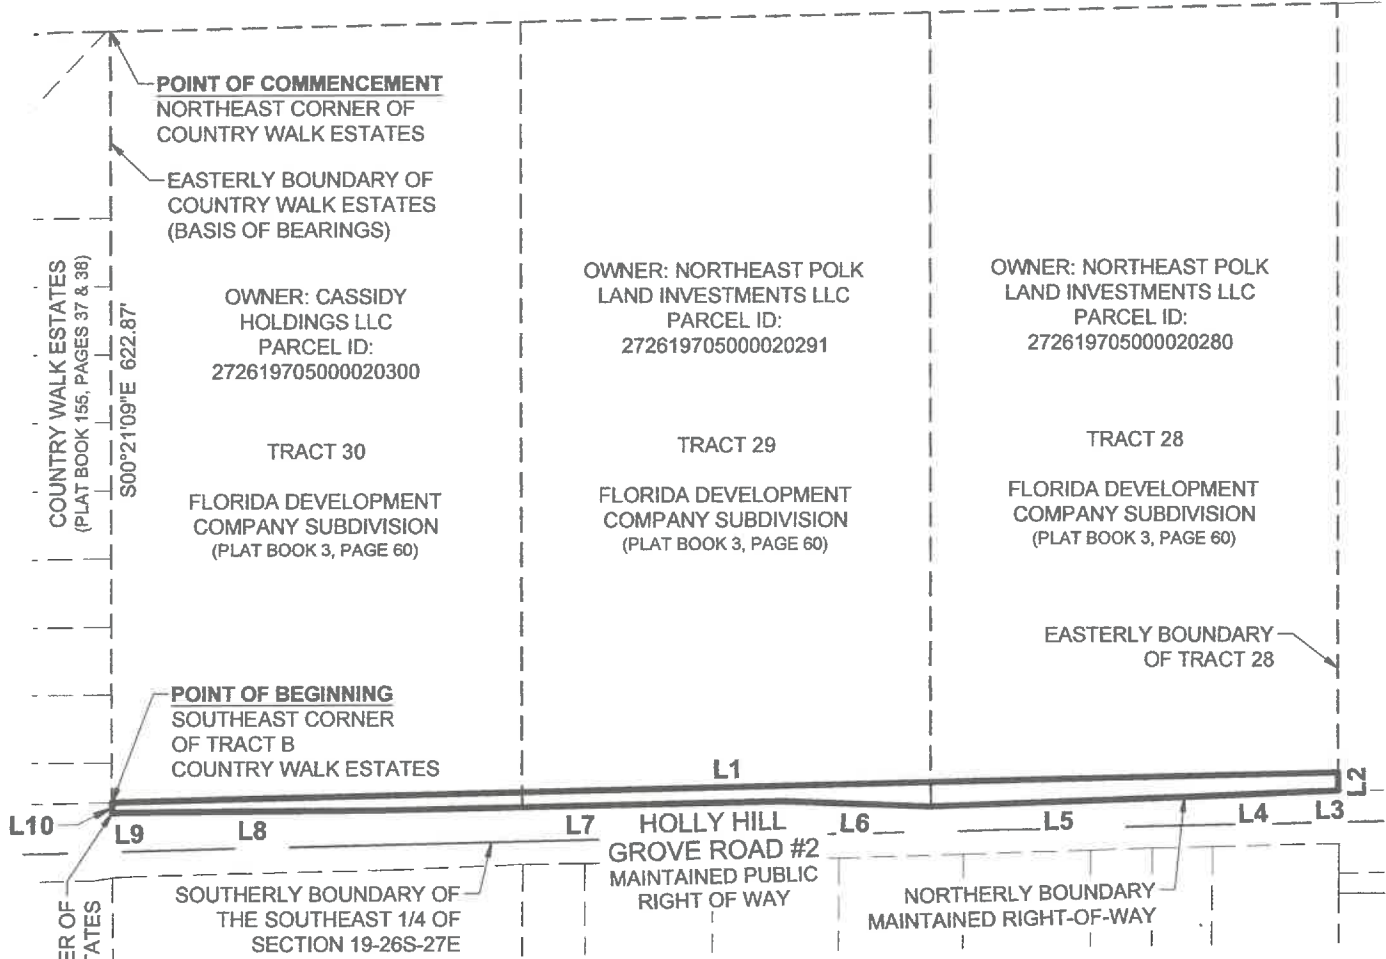 POINT OF COMMENCEMENT
NORTHEAST CORNER OF
COUNTRY WALK ESTATES
EASTERLY BOUNDARY OF
COUNTRY WALK ESTATES
(BASIS OF BEARINGS)
COUNTRY WALK ESTATES
(PLAT BOOK 155, PAGES 37 & 38)
S00°21'09"E 622.87'
OWNER: CASSIDY
HOLDINGS LLC
PARCEL ID:
272619705000020300
TRACT 30
FLORIDA DEVELOPMENT
COMPANY SUBDIVISION
(PLAT BOOK 3, PAGE 60)
OWNER: NORTHEAST POLK
LAND INVESTMENTS LLC
PARCEL ID:
272619705000020291
TRACT 29
FLORIDA DEVELOPMENT
COMPANY SUBDIVISION
(PLAT BOOK 3, PAGE 60)
OWNER: NORTHEAST POLK
LAND INVESTMENTS LLC
PARCEL ID:
272619705000020280
TRACT 28
FLORIDA DEVELOPMENT
COMPANY SUBDIVISION
(PLAT BOOK 3, PAGE 60)
EASTERLY BOUNDARY
OF TRACT 28
POINT OF BEGINNING
SOUTHEAST CORNER
OF TRACT B
COUNTRY WALK ESTATES
L1
L2
L10
L9
L8
L7
L6
L5
L4
L3
HOLLY HILL
GROVE ROAD #2
MAINTAINED PUBLIC
RIGHT OF WAY
SOUTHERLY BOUNDARY OF
THE SOUTHEAST 1/4 OF
SECTION 19-26S-27E
NORTHERLY BOUNDARY
MAINTAINED RIGHT-OF-WAY
ER OF
TATES